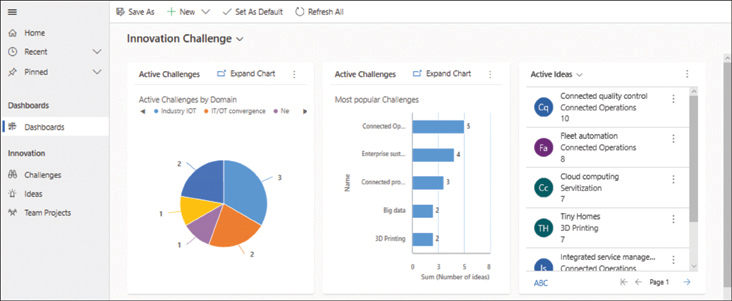 Save As
New
Set As Default
Refresh All
Home
Recent
Pinned
Dashboards
Dashboards
Innovation
Challenges
Ideas
Team Projects
Innovation Challenge
Active Challenges
Expand Chart
Active Challenges by Domain
Industry IOT
IT/OT convergence
Ne
2
3
1
1
2
Active Challenges
Expand Chart
Most popular Challenges
Name
Connected Op...
5
Enterprise sust...
4
Connected pro...
3
Big data
2
3D Printing
2
0
3
5
8
Sum (Number of ideas)
Active Ideas
Cq
Connected quality control
Connected Operations
10
Fa
Fleet automation
Connected Operations
8
Cc
Cloud computing
Servitization
7
TH
Tiny Homes
3D Printing
7
Is
Integrated service manage...
Connected Operations
ABC
Page 1